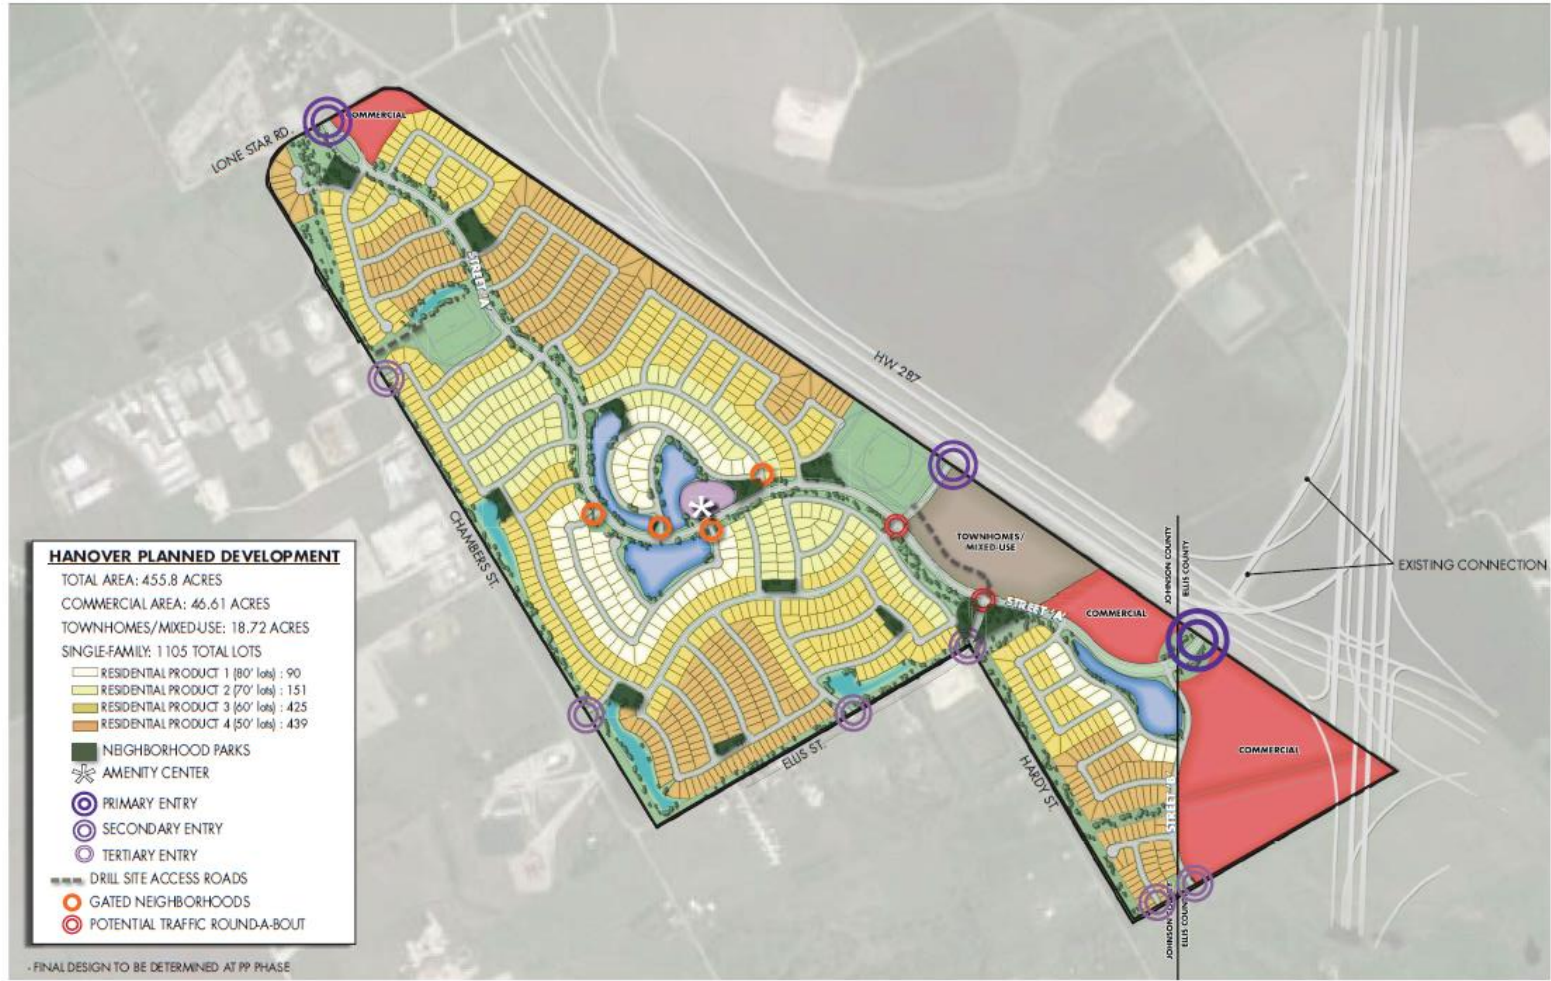 COMMERCIAL
LONE STAR RD.
STREET 'A'
HW 287
CHAMBERS ST.
TOWNHOMES/
MIXED-USE
JOHNSON COUNTY
ELLIS COUNTY
EXISTING CONNECTION
STREET 'A'
COMMERCIAL
COMMERCIAL
ELLIS ST.
HARDY ST.
STREET 'B'
JOHNSON COUNTY
ELLIS COUNTY
HANOVER PLANNED DEVELOPMENT
TOTAL AREA: 455.8 ACRES
COMMERCIAL AREA: 46.61 ACRES
TOWNHOMES/MIXED-USE: 18.72 ACRES
SINGLE-FAMILY: 1105 TOTAL LOTS
RESIDENTIAL PRODUCT 1 (80' lots) : 90
RESIDENTIAL PRODUCT 2 (70' lots) : 151
RESIDENTIAL PRODUCT 3 (60' lots) : 425
RESIDENTIAL PRODUCT 4 (50' lots) : 439
NEIGHBORHOOD PARKS
AMENITY CENTER
PRIMARY ENTRY
SECONDARY ENTRY
TERTIARY ENTRY
DRILL SITE ACCESS ROADS
GATED NEIGHBORHOODS
POTENTIAL TRAFFIC ROUND-A-BOUT
- FINAL DESIGN TO BE DETERMINED AT PP PHASE